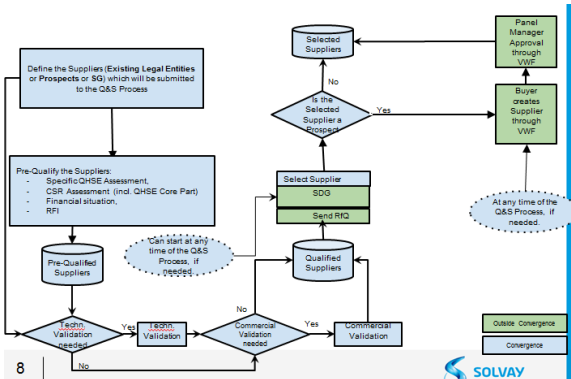 Define the Suppliers (Existing Legal Entities
or Prospects or SG) which will be submitted
to the Q&S Process
Pre-Qualify the Suppliers:
- Specific QHSE Assessment,
- CSR Assessment (incl. QHSE Core Part)
- Financial situation,
- RFI
Pre-Qualified
Suppliers
Techn.
Validation
needed
Yes
No
Techn.
Validation
Commercial
Validation
needed
No
Yes
Commercial
Validation
Qualified
Suppliers
Can start at any
time of the Q&S
Process, if
needed.
Select Supplier
SDG
Send RfQ
Is the
Selected
Supplier a
Prospect
No
Yes
Selected
Suppliers
Buyer
creates
Supplier
through
VWF
Panel
Manager
Approval
through
VWF
At any time of the
Q&S Process, if
needed.
Outside Convergence
Convergence
8
SOLVAY